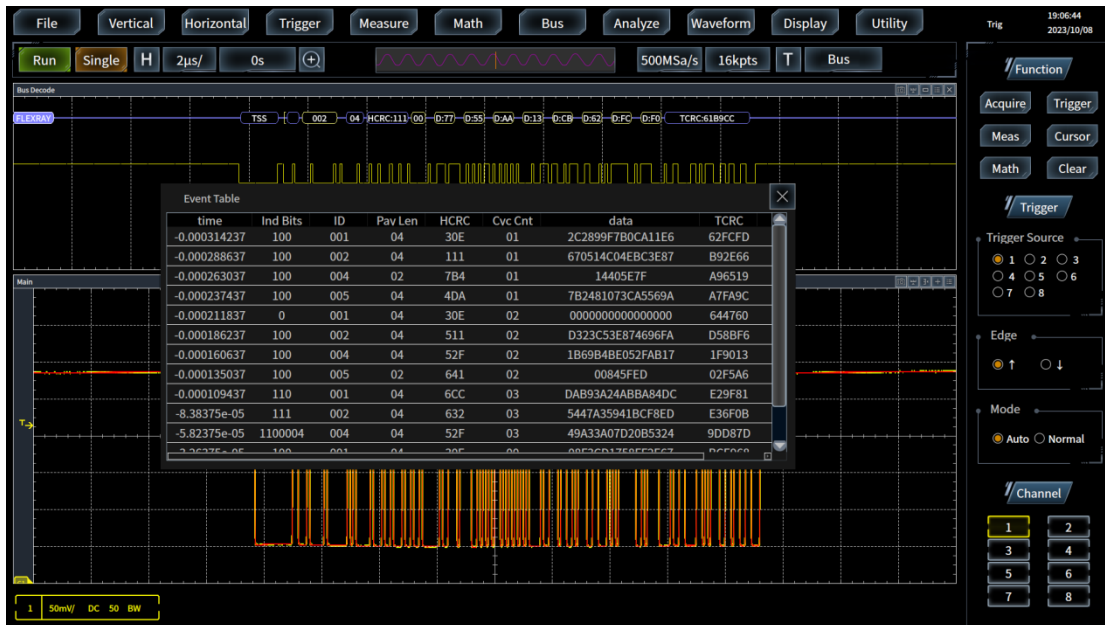 File Vertical Horizontal Trigger Measure Math Bus Analyze Waveform Display Utility Trig 19:06:44
2023/10/08
Run Single H 2μs/ 0s 500MSa/s 16kpts T Bus
Function
Bus Decode
Acquire Trigger
FLEXRAY TSS 002 04 HCRC:111 00 D:77 D:55 D:AA D:13 D:CB D:62 D:FC D:F0 TCRC:61B9CC
Meas Cursor
Math Clear
Event Table
Trigger
time Ind Bits ID Pay Len HCRC Cyc Cnt data TCRC
-0.000314237 100 001 04 30E 01 2C2899F7B0CA11E6 62FCFD
-0.000288637 100 002 04 111 01 670514C04EBC3E87 B92E66
-0.000263037 100 004 02 7B4 01 14405E7F A96519
-0.000237437 100 005 04 4DA 01 7B2481073CA5569A A7FA9C
-0.000211837 0 001 04 30E 02 0000000000000000 644760
-0.000186237 100 002 04 511 02 D323C53E874696FA D58BF6
-0.000160637 100 004 04 52F 02 1B69B4BE052FAB17 1F9013
-0.000135037 100 005 02 641 02 00845FED 02F5A6
-0.000109437 110 001 04 6CC 03 DAB93A24ABBA84DC E29F81
-8.38375e-05 111 002 04 632 03 5447A35941BCF8ED E36F0B
-5.82375e-05 1100004 004 04 52F 03 49A33A07D20B5324 9DD87D
Trigger Source
1 2 3
4 5 6
7 8
Main
Edge
↑ ↓
Mode
T
Auto Normal
Channel
1 2
3 4
5 6
7 8
1 50mV/ DC 50 BW